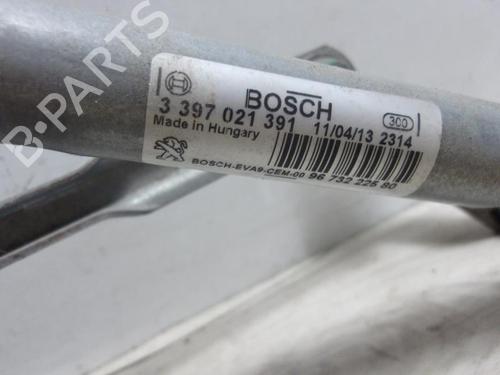 BOSCH
3 397 021 391 11/04/13 2314
Made in Hungary
300
BOSCH-EVA9-CEM-00 96 732 225 80
B-PARTS